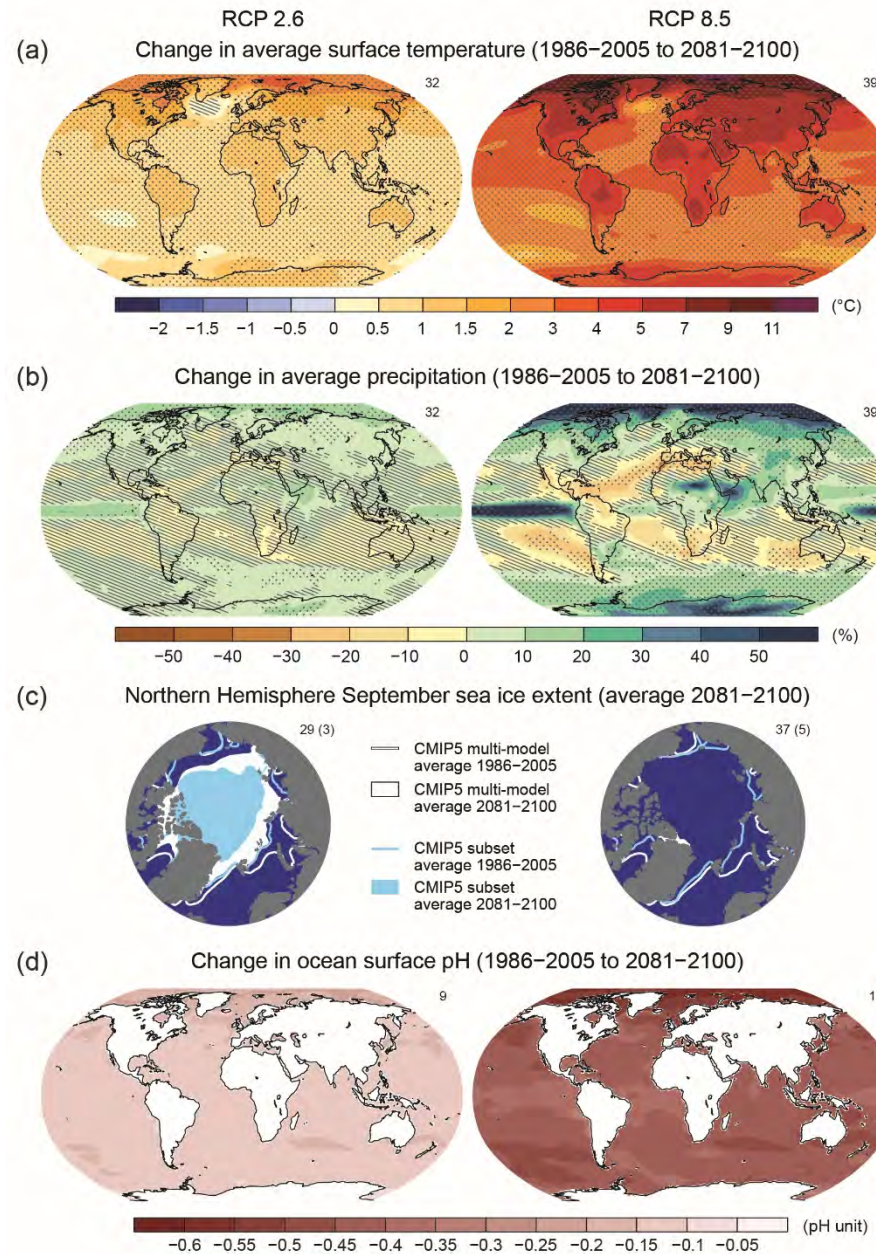 RCP 2.6 RCP 8.5
(a) Change in average surface temperature (1986−2005 to 2081−2100)
32 39
(°C)
−2 −1.5 −1 −0.5 0 0.5 1 1.5 2 3 4 5 7 9 11
(b) Change in average precipitation (1986−2005 to 2081−2100)
32 39
(%)
−50 −40 −30 −20 −10 0 10 20 30 40 50
(c) Northern Hemisphere September sea ice extent (average 2081−2100)
29 (3) 37 (5)
CMIP5 multi-model
average 1986−2005
CMIP5 multi-model
average 2081−2100
CMIP5 subset
average 1986−2005
CMIP5 subset
average 2081−2100
(d) Change in ocean surface pH (1986−2005 to 2081−2100)
9 1
(pH unit)
−0.6 −0.55 −0.5 −0.45 −0.4 −0.35 −0.3 −0.25 −0.2 −0.15 −0.1 −0.05